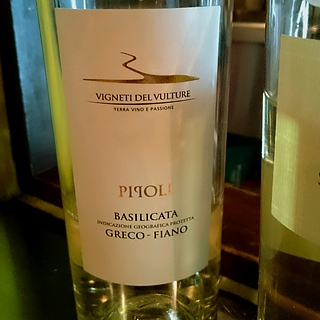 VIGNETI DEL VULTURE
TERRA VINO E PASSIONE
PIPOLI
BASILICATA
INDICAZIONE GEOGRAFICA PROTETTA
GRECO - FIANO